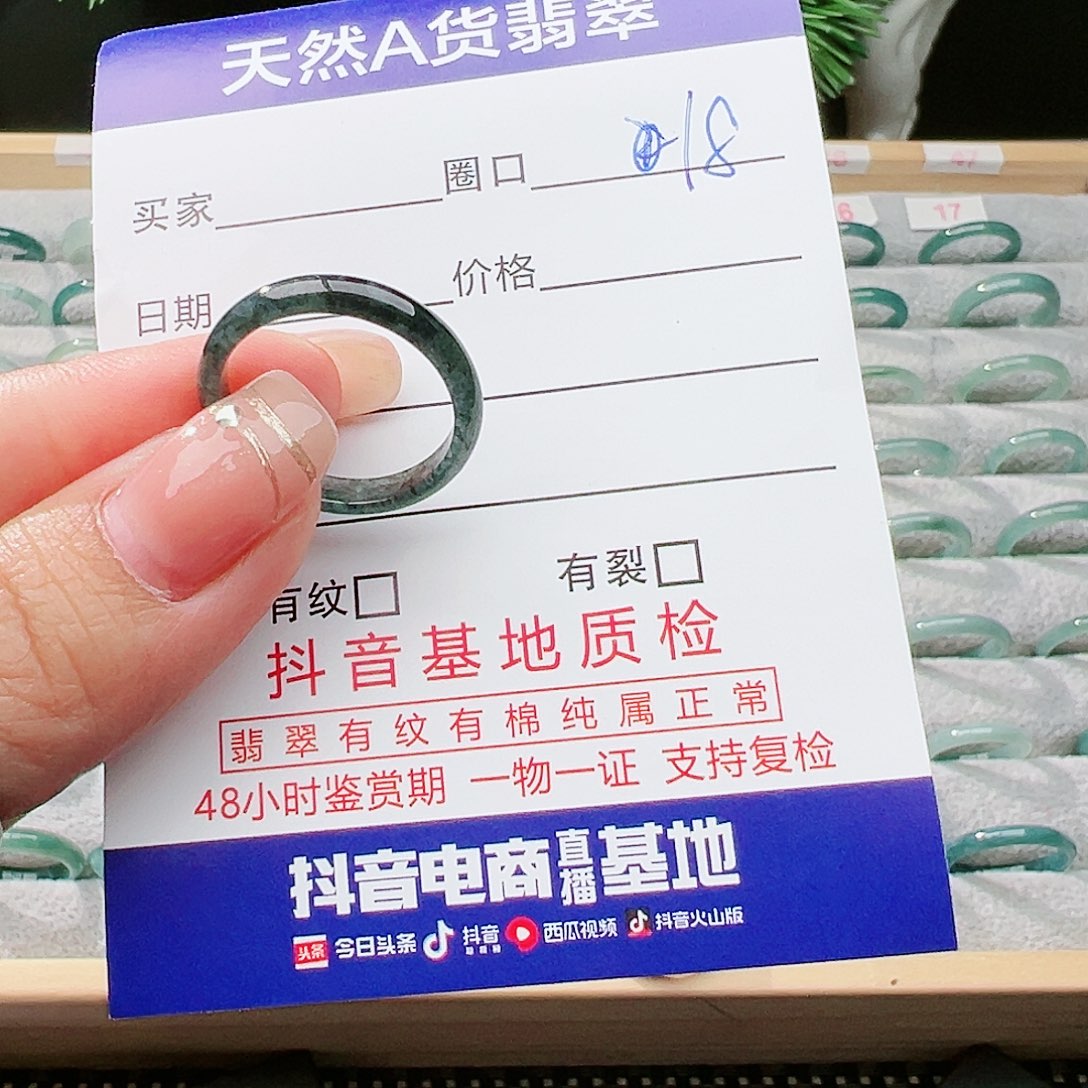 天然A货翡翠
买家 圈口 18
日期 价格
有纹□ 有裂□
抖音基地质检
翡翠有纹有棉纯属正常
48小时鉴赏期 一物一证 支持复检
抖音电商直播基地
头条 今日头条 抖音 西瓜视频 抖音火山版
17